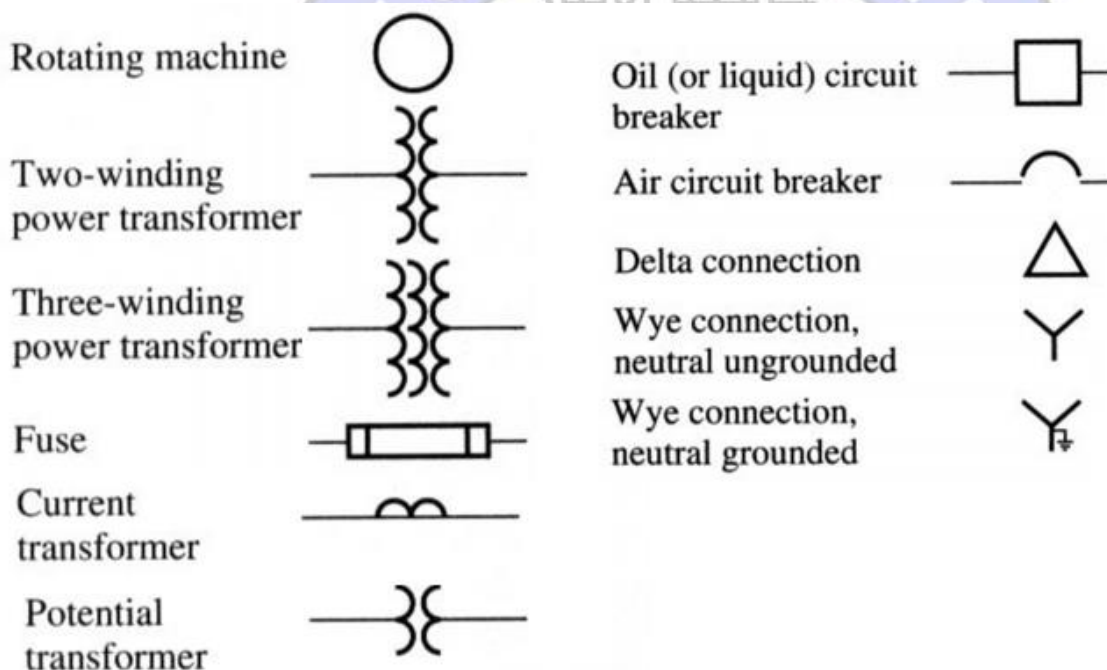 Rotating machine
Two-winding
power transformer
Three-winding
power transformer
Fuse
Current
transformer
Potential
transformer
Oil (or liquid) circuit
breaker
Air circuit breaker
Delta connection
Wye connection,
neutral ungrounded
Wye connection,
neutral grounded